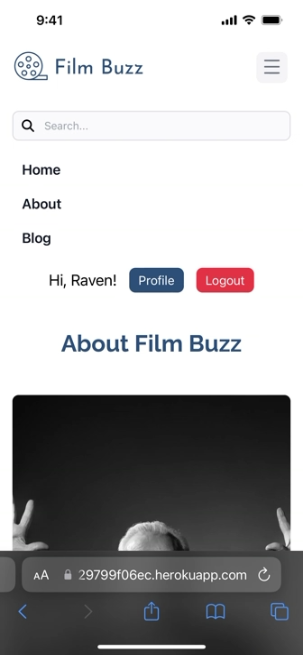 9:41
Film Buzz
Search...
Home
About
Blog
Hi, Raven! Profile Logout
About Film Buzz
AA 29799f06ec.herokuapp.com